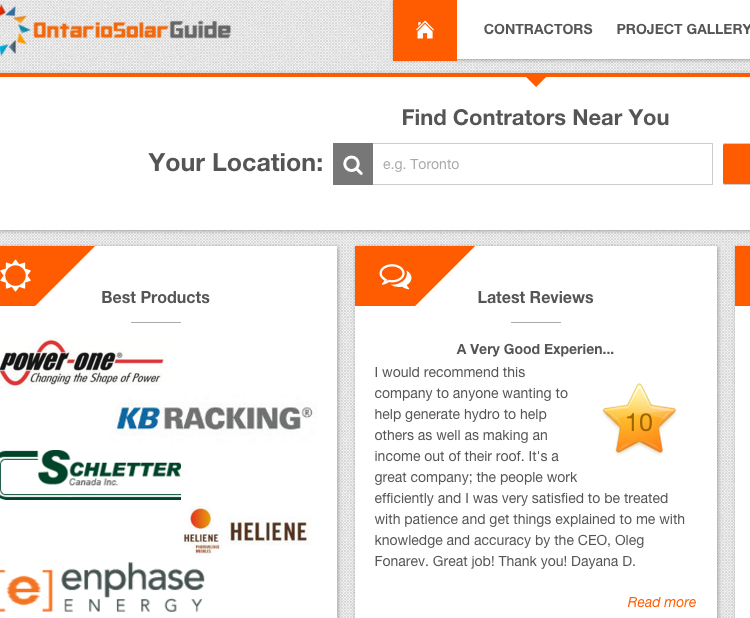 OntarioSolarGuide
CONTRACTORS
PROJECT GALLERY
Find Contrators Near You
Your Location:
e.g. Toronto
Best Products
power-one®
Changing the Shape of Power
KB RACKING®
SCHLETTER
Canada Inc.
HELIENE
HELIENE
[e] enphase
ENERGY
Latest Reviews
A Very Good Experien...
I would recommend this
company to anyone wanting to
help generate hydro to help
others as well as making an
income out of their roof. It's a
great company; the people work
efficiently and I was very satisfied to be treated
with patience and get things explained to me with
knowledge and accuracy by the CEO, Oleg
Fonarev. Great job! Thank you! Dayana D.
10
Read more